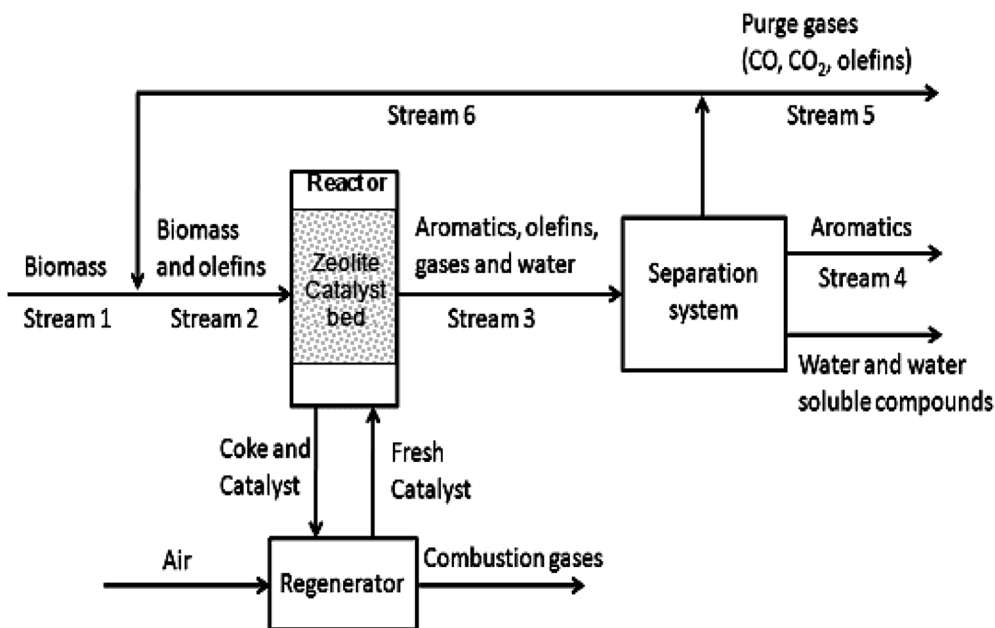 Purge gases
(CO, CO₂, olefins)
Stream 6
Stream 5
Reactor
Biomass
and olefins
Aromatics, olefins,
gases and water
Aromatics
Biomass
Zeolite
Catalyst
bed
Separation
system
Stream 1
Stream 2
Stream 3
Stream 4
Water and water
soluble compounds
Coke and
Catalyst
Fresh
Catalyst
Air
Regenerator
Combustion gases